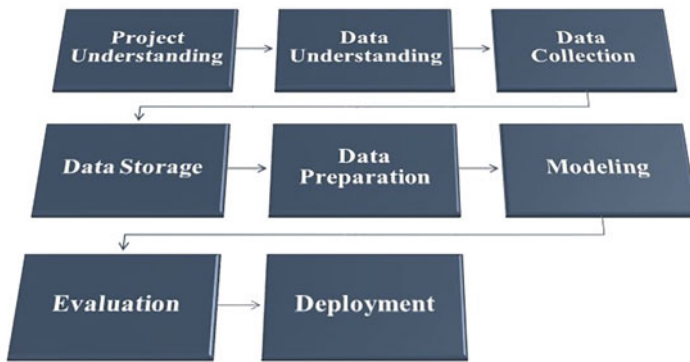 Project
Understanding
Data
Understanding
Data
Collection
Data Storage
Data
Preparation
Modeling
Evaluation
Deployment